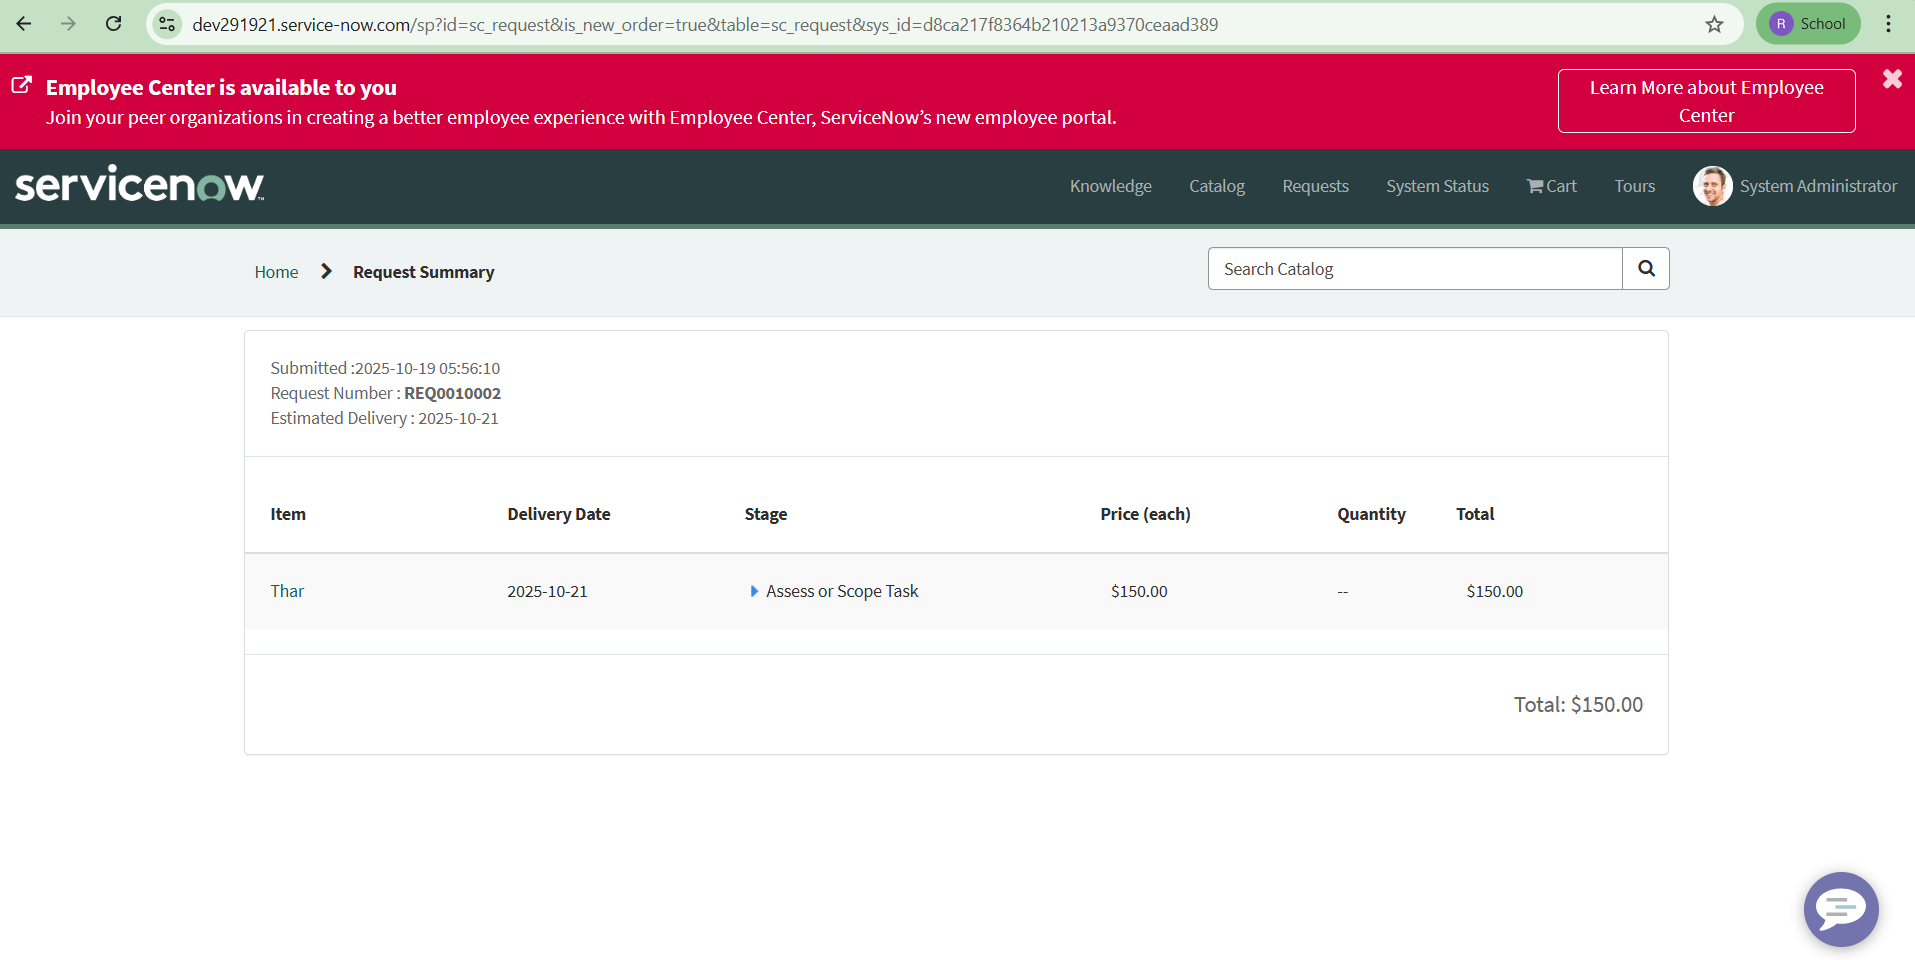 dev291921.service-now.com/sp?id=sc_request&is_new_order=true&table=sc_request&sys_id=d8ca217f8364b210213a9370ceaad389
R School
Employee Center is available to you
Join your peer organizations in creating a better employee experience with Employee Center, ServiceNow’s new employee portal.
Learn More about Employee
Center
servicenow™
Knowledge Catalog Requests System Status Cart Tours System Administrator
Home Request Summary
Search Catalog
Submitted :2025-10-19 05:56:10
Request Number : REQ0010002
Estimated Delivery : 2025-10-21
Item Delivery Date Stage Price (each) Quantity Total
Thar 2025-10-21 Assess or Scope Task $150.00 -- $150.00
Total: $150.00